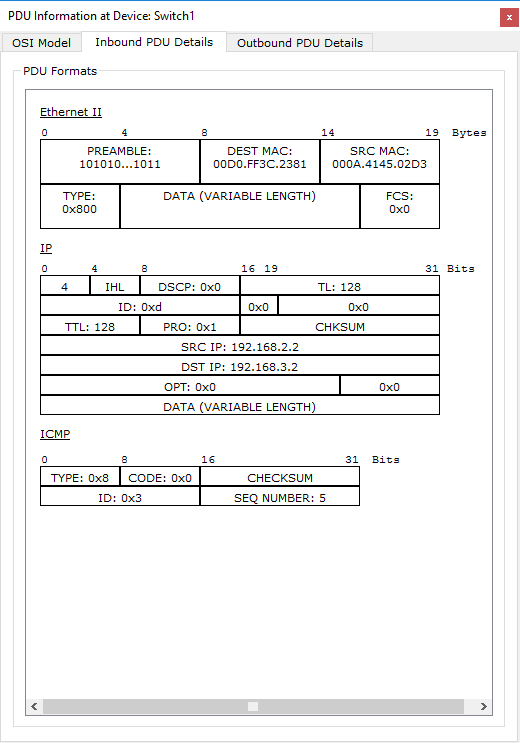 PDU Information at Device: Switch1
x
OSI Model Inbound PDU Details Outbound PDU Details
PDU Formats
Ethernet II
0 4 8 14 19 Bytes
PREAMBLE: DEST MAC: SRC MAC:
101010...1011 00D0.FF3C.2381 000A.4145.02D3
TYPE: DATA (VARIABLE LENGTH) FCS:
0x800 0x0
IP
0 4 8 16 19 31 Bits
4 IHL DSCP: 0x0 TL: 128
ID: 0xd 0x0 0x0
TTL: 128 PRO: 0x1 CHKSUM
SRC IP: 192.168.2.2
DST IP: 192.168.3.2
OPT: 0x0 0x0
DATA (VARIABLE LENGTH)
ICMP
0 8 16 31 Bits
TYPE: 0x8 CODE: 0x0 CHECKSUM
ID: 0x3 SEQ NUMBER: 5